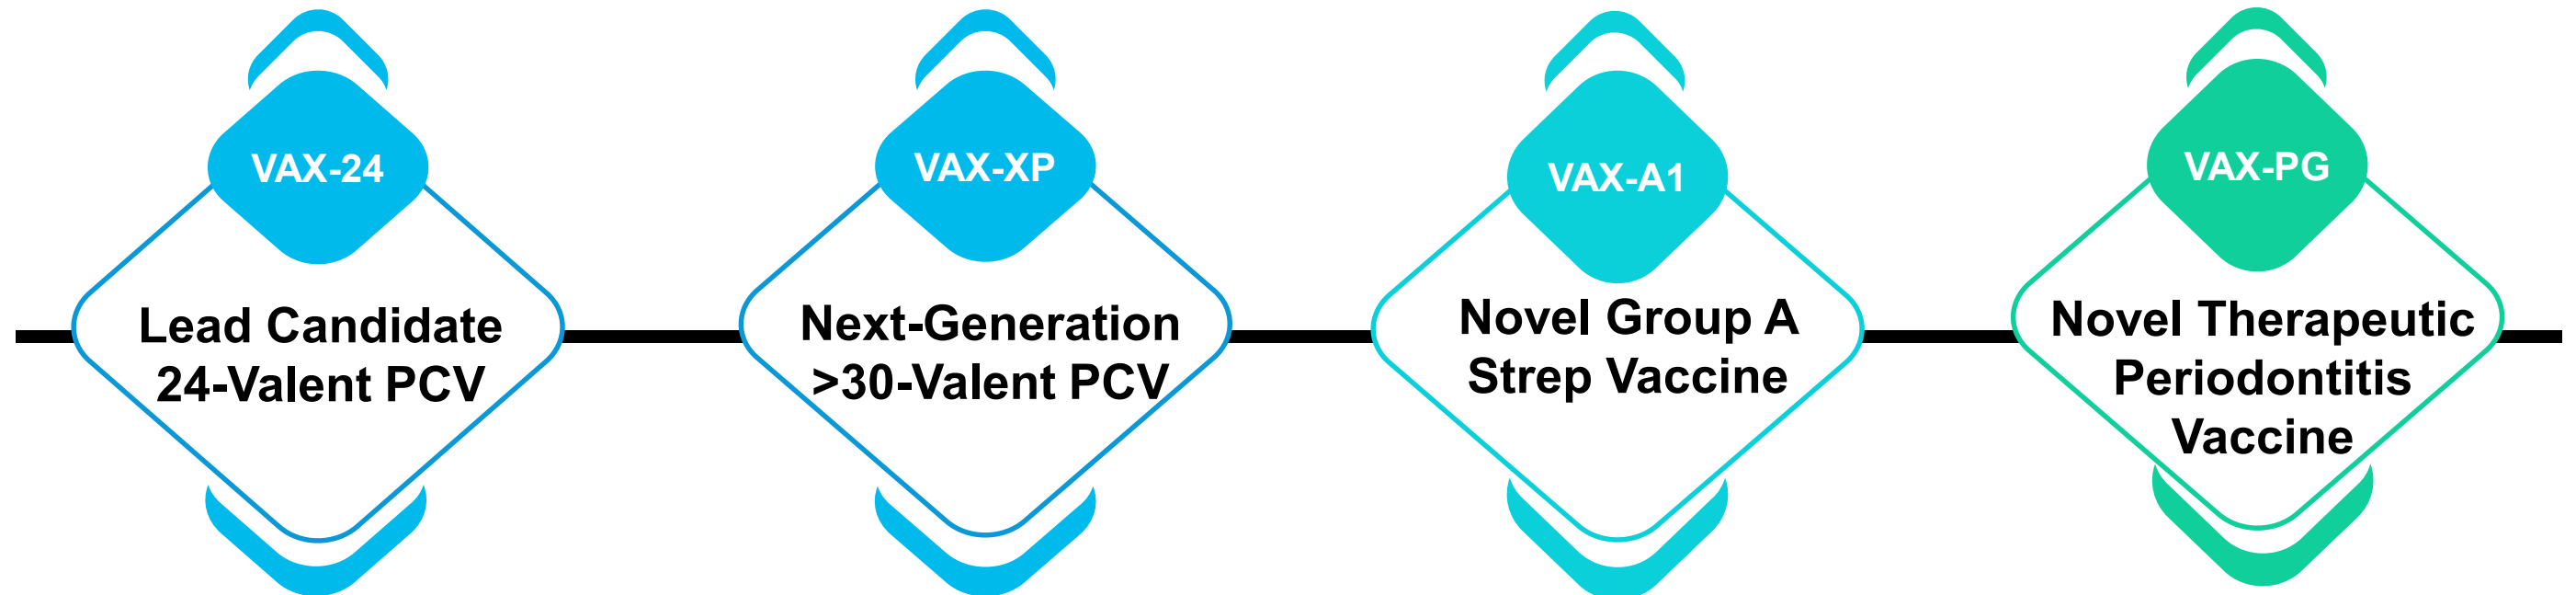 VAX-24
Lead Candidate
24-Valent PCV
VAX-XP
Next-Generation
>30-Valent PCV
VAX-A1
Novel Group A
Strep Vaccine
VAX-PG
Novel Therapeutic
Periodontitis
Vaccine